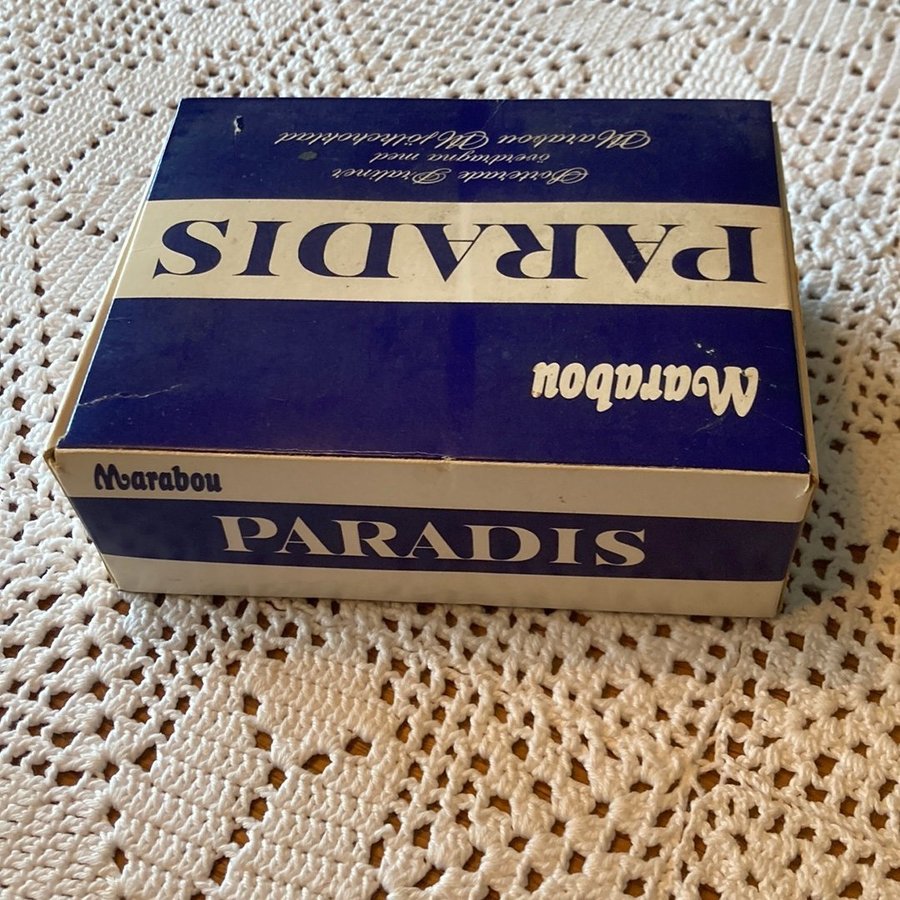 Marabou
PARADIS
Sorterade Praliner
överdragna med
Marabou Mjölkchoklad
Marabou
PARADIS